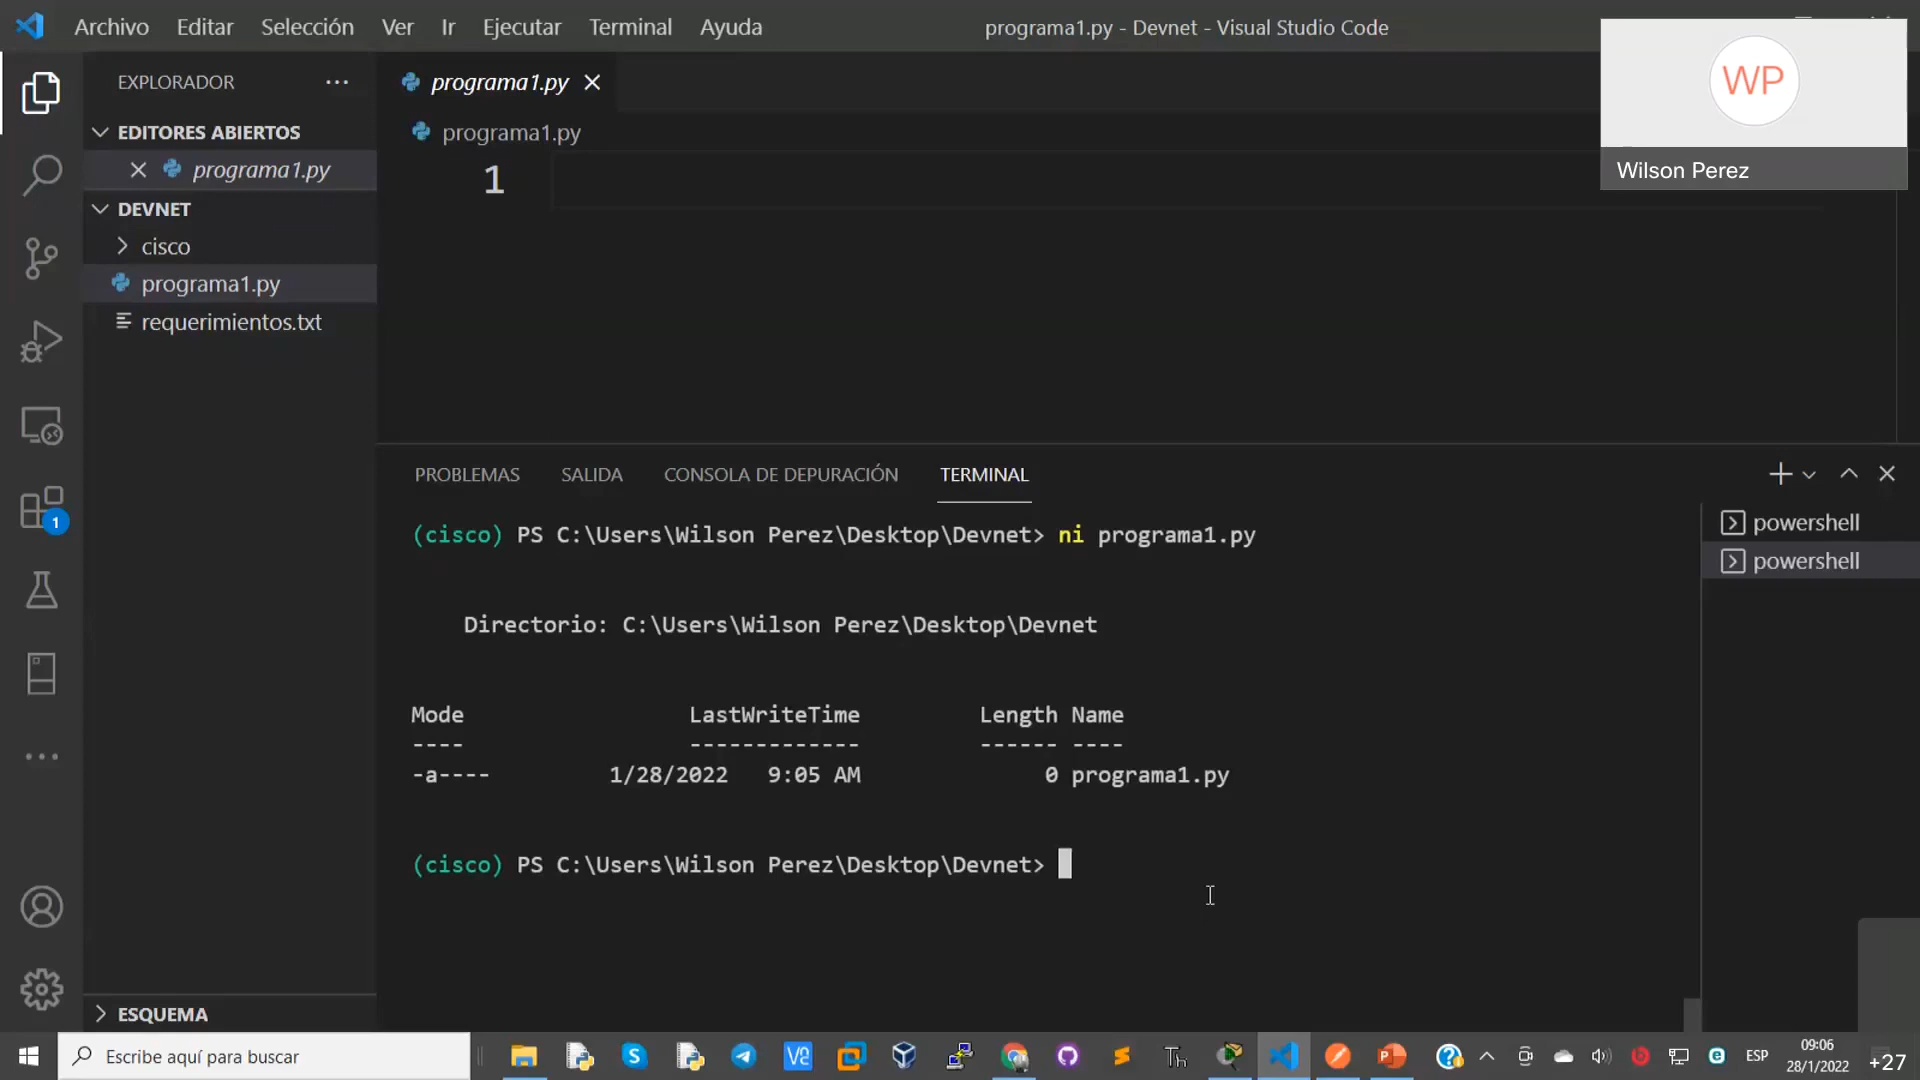 Archivo Editar Selección Ver Ir Ejecutar Terminal Ayuda
programa1.py - Devnet - Visual Studio Code
WP
Wilson Perez
EXPLORADOR
EDITORES ABIERTOS
programa1.py
DEVNET
cisco
programa1.py
requerimientos.txt
ESQUEMA
1
programa1.py
programa1.py
1
PROBLEMAS SALIDA CONSOLA DE DEPURACIÓN TERMINAL
(cisco) PS C:\Users\Wilson Perez\Desktop\Devnet> ni programa1.py
Directorio: C:\Users\Wilson Perez\Desktop\Devnet
Mode LastWriteTime Length Name
---- ------------- ------ ----
-a---- 1/28/2022 9:05 AM 0 programa1.py
(cisco) PS C:\Users\Wilson Perez\Desktop\Devnet>
powershell
powershell
Escribe aquí para buscar
ESP
09:06
28/1/2022
+27